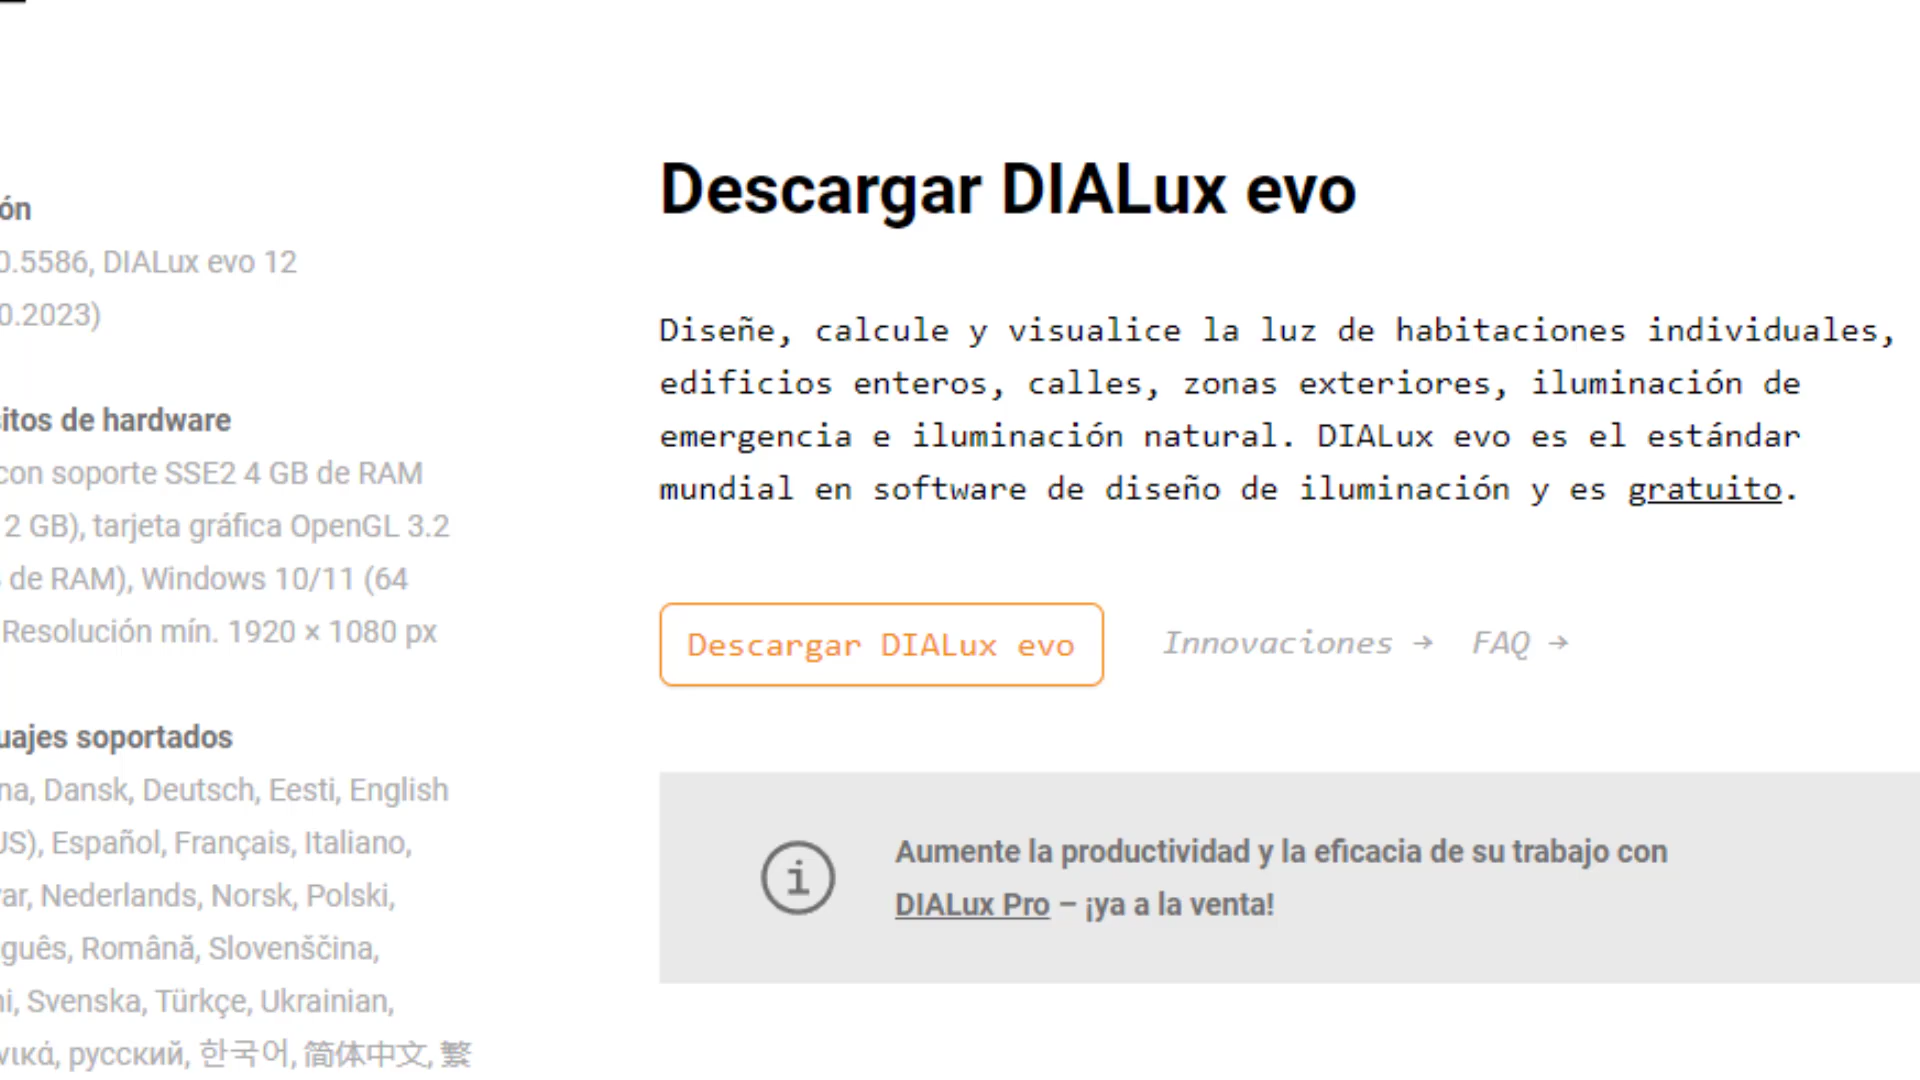 ón
0.5586, DIALux evo 12
0.2023)
sitos de hardware
con soporte SSE2 4 GB de RAM
2 GB), tarjeta gráfica OpenGL 3.2
de RAM), Windows 10/11 (64
Resolución mín. 1920 × 1080 px
uajes soportados
na, Dansk, Deutsch, Eesti, English
US), Español, Français, Italiano,
ar, Nederlands, Norsk, Polski,
guês, Română, Slovenščina,
i, Svenska, Türkçe, Ukrainian,
νικά, русский, 한국어, 简体中文, 繁
Descargar DIALux evo
Diseñe, calcule y visualice la luz de habitaciones individuales,
edificios enteros, calles, zonas exteriores, iluminación de
emergencia e iluminación natural. DIALux evo es el estándar
mundial en software de diseño de iluminación y es gratuito.
Descargar DIALux evo Innovaciones → FAQ →
Aumente la productividad y la eficacia de su trabajo con
DIALux Pro – ¡ya a la venta!